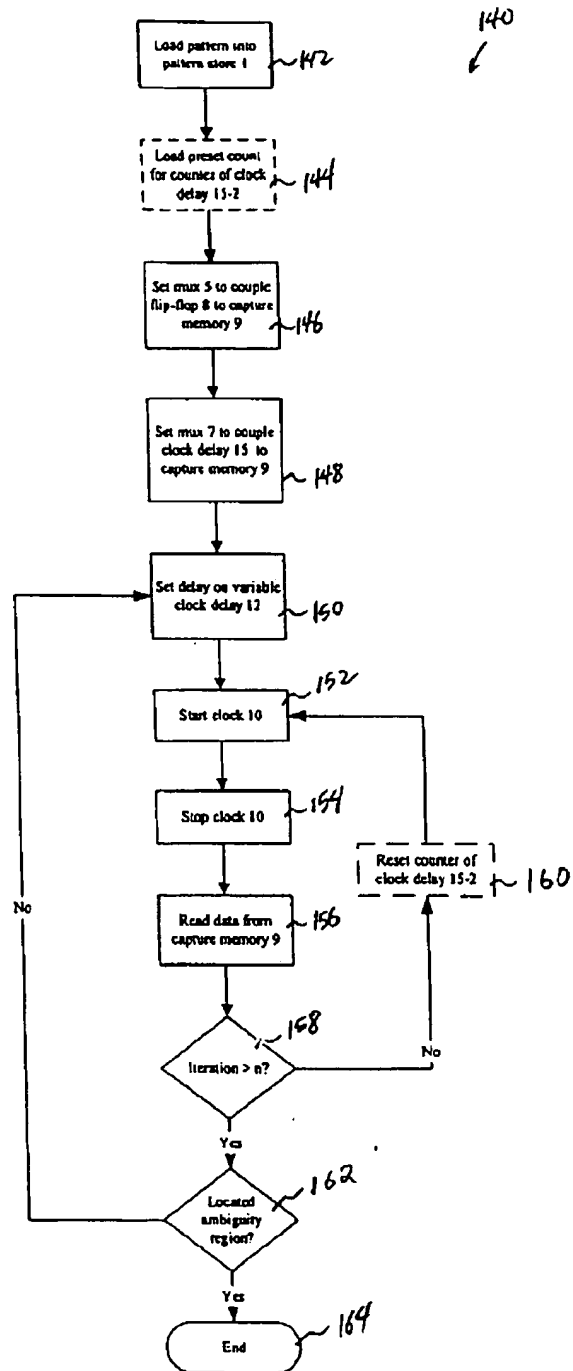 140
Load pattern into
pattern store 1
142
Load preset count
for counter of clock
delay 15-2
144
Set mux 5 to couple
flip-flop 8 to capture
memory 9
146
Set mux 7 to couple
clock delay 15 to
capture memory 9
148
Set delay on variable
clock delay 12
150
152
Start clock 10
154
Stop clock 10
Reset counter of
clock delay 15-2
160
Read data from
capture memory 9
156
No
158
Iteration > n?
No
Yes
162
Located
ambiguity
region?
Yes
End
164